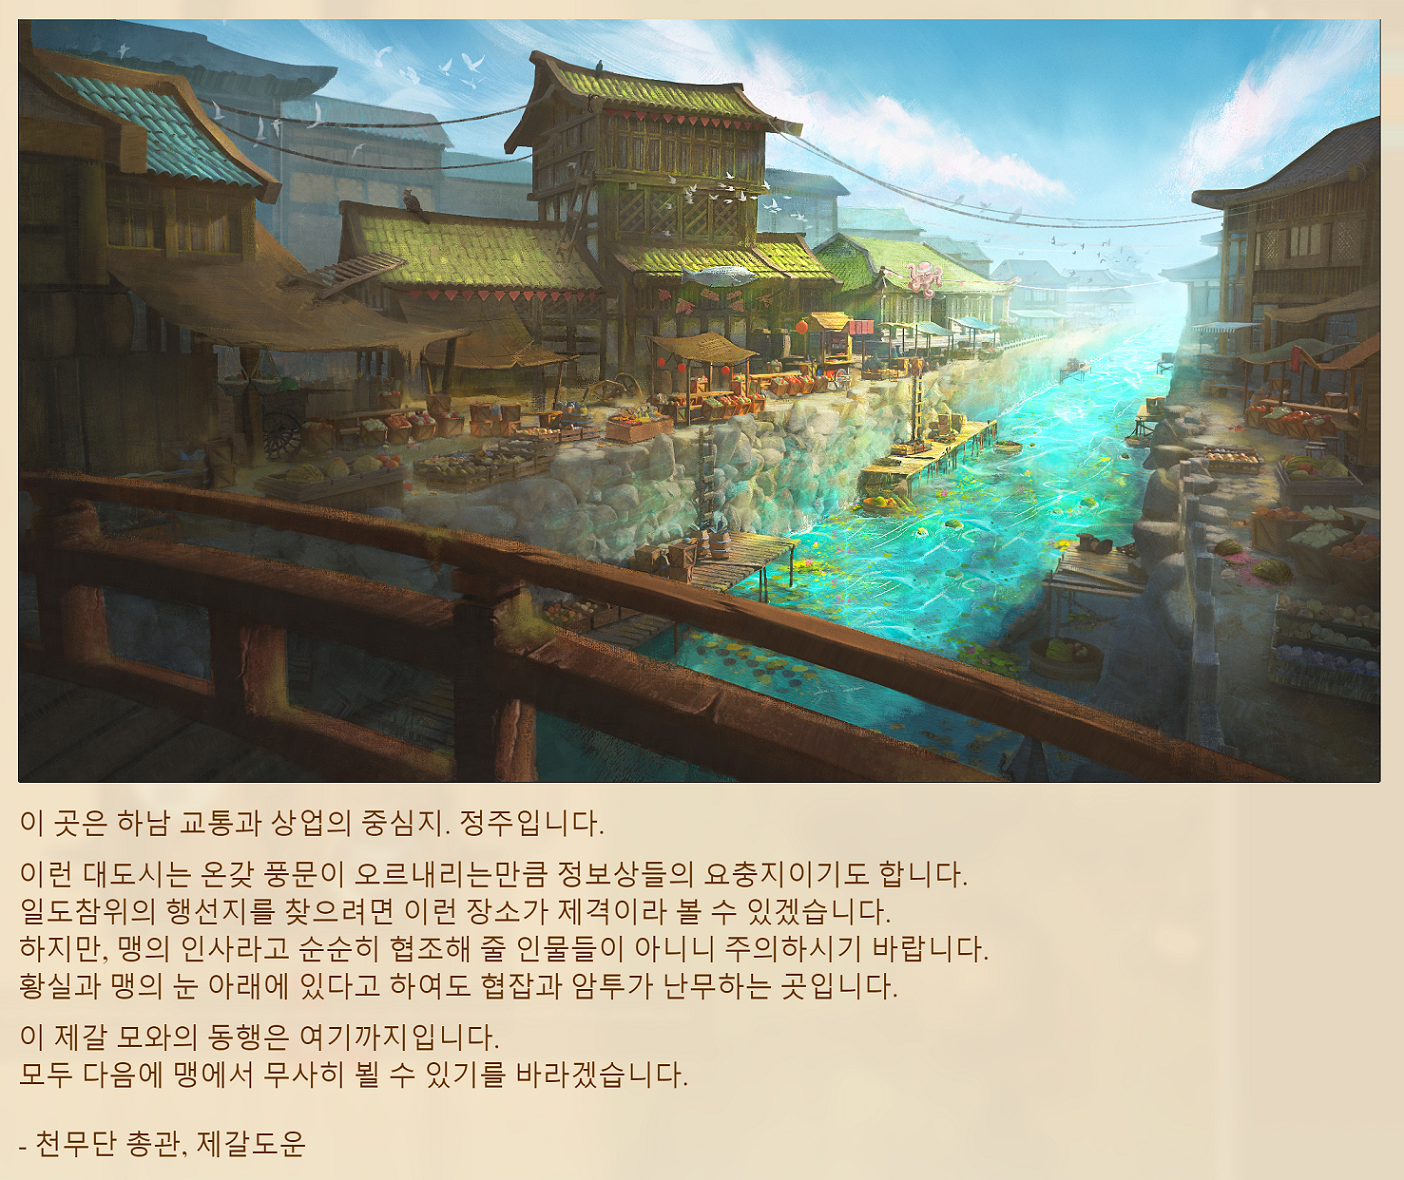 이 곳은 하남 교통과 상업의 중심지. 정주입니다.
이런 대도시는 온갖 풍문이 오르내리는만큼 정보상들의 요충지이기도 합니다.
일도참위의 행선지를 찾으려면 이런 장소가 제격이라 볼 수 있겠습니다.
하지만, 맹의 인사라고 순순히 협조해 줄 인물들이 아니니 주의하시기 바랍니다.
황실과 맹의 눈 아래에 있다고 하여도 협잡과 암투가 난무하는 곳입니다.
이 제갈 모와의 동행은 여기까지입니다.
모두 다음에 맹에서 무사히 뵐 수 있기를 바라겠습니다.
- 천무단 총관, 제갈도운